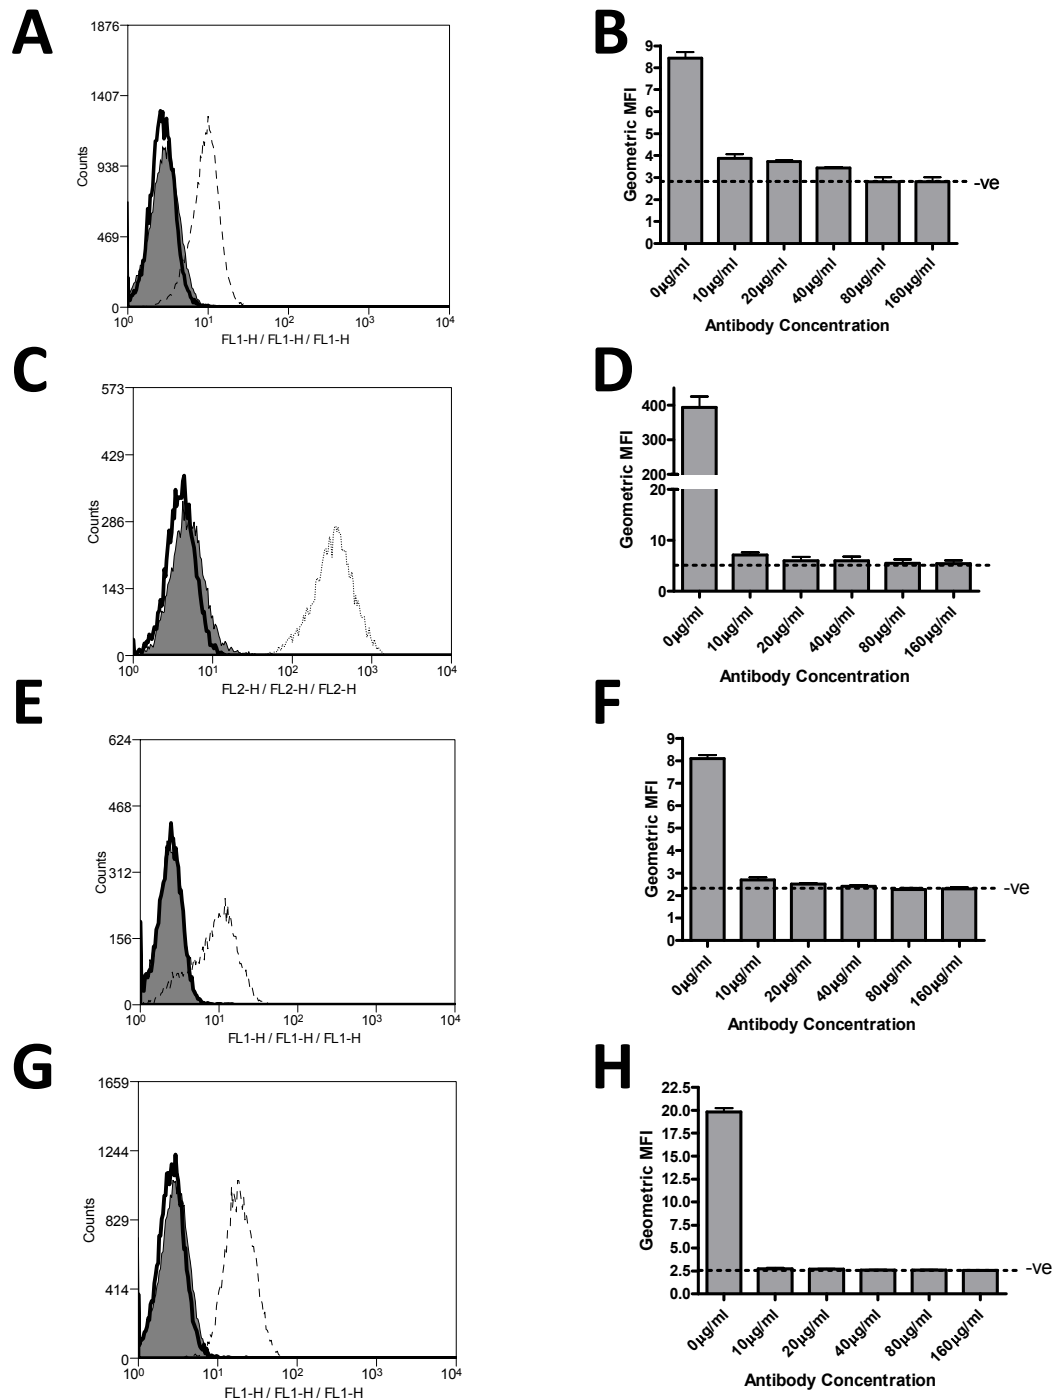 A
1876
1407
938
469
0
Counts
10⁰ 10¹ 10² 10³ 10⁴
FL1-H / FL1-H / FL1-H
B
9
8
7
6
5
4
3
2
1
0
Geometric MFI
-ve
0µg/ml 10µg/ml 20µg/ml 40µg/ml 80µg/ml 160µg/ml
Antibody Concentration
C
573
429
286
143
0
Counts
10⁰ 10¹ 10² 10³ 10⁴
FL2-H / FL2-H / FL2-H
D
400
300
200
20
10
0
Geometric MFI
0µg/ml 10µg/ml 20µg/ml 40µg/ml 80µg/ml 160µg/ml
Antibody Concentration
E
624
468
312
156
0
Counts
10⁰ 10¹ 10² 10³ 10⁴
FL1-H / FL1-H / FL1-H
F
9
8
7
6
5
4
3
2
1
0
Geometric MFI
-ve
0µg/ml 10µg/ml 20µg/ml 40µg/ml 80µg/ml 160µg/ml
Antibody Concentration
G
1659
1244
829
414
0
Counts
10⁰ 10¹ 10² 10³ 10⁴
FL1-H / FL1-H / FL1-H
H
22.5
20.0
17.5
15.0
12.5
10.0
7.5
5.0
2.5
0.0
Geometric MFI
-ve
0µg/ml 10µg/ml 20µg/ml 40µg/ml 80µg/ml 160µg/ml
Antibody Concentration